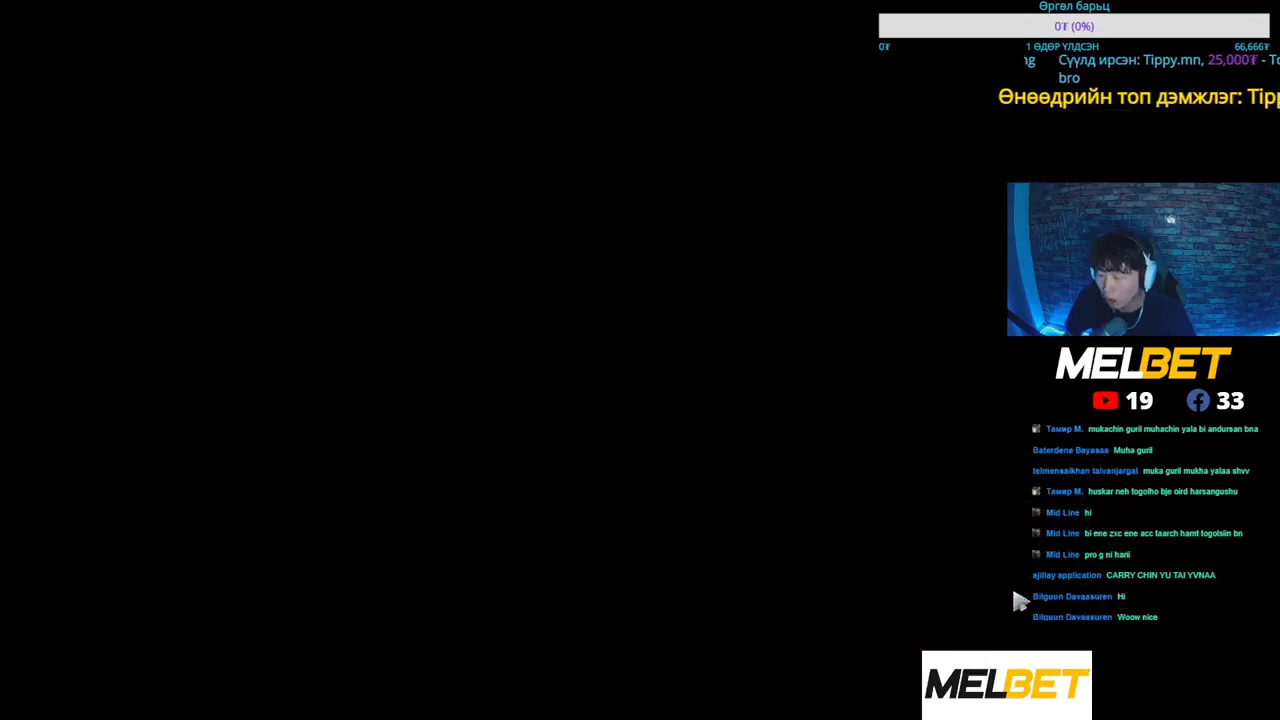 Өргөл барьц
0₮ (0%)
0₮ 1 ӨДӨР ҮЛДСЭН 66,666₮
ng Сүүлд ирсэн: Tippy.mn, 25,000₮ - To
bro
Өнөөдрийн топ дэмжлэг: Tipp
MELBET
19 33
Тамир М. mukachin guril muhachin yala bi andursan bna
Baterdene Bayasaa Muha guril
telmensaikhan taivanjargal muka guril mukha yalaa shvv
Тамир М. huskar neh togolho bje oird harsangushu
Mid Line hi
Mid Line bi ene zxc ene acc taarch hamt togolsiin bn
Mid Line pro g ni harii
ajillay application CARRY CHIN YU TAI YVNAA
Bilguun Davaasuren Hi
Bilguun Davaasuren Woow nice
MELBET